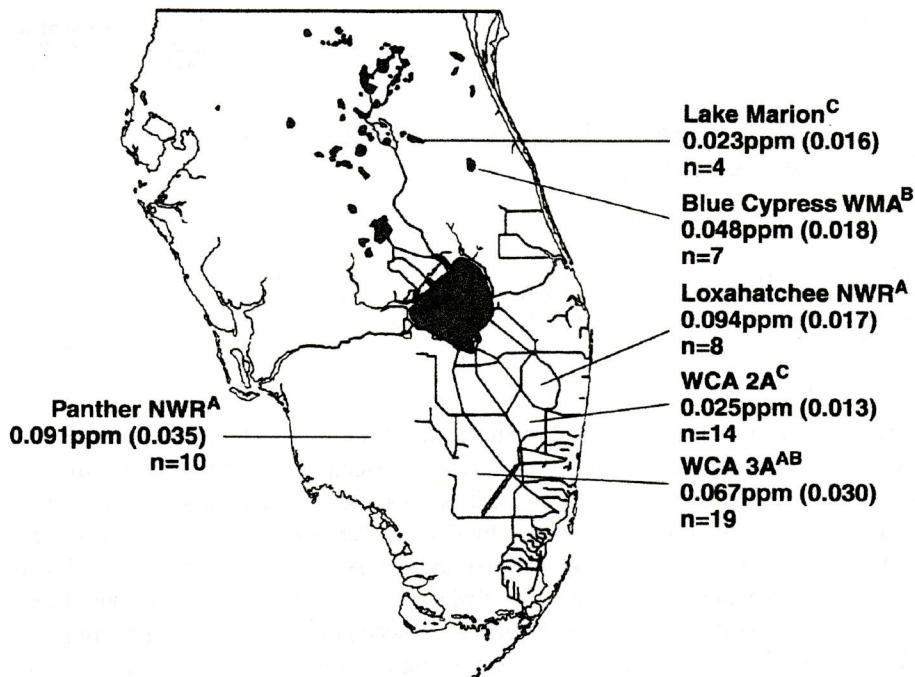 Lake Marion^C
0.023ppm (0.016)
n=4
Blue Cypress WMA^B
0.048ppm (0.018)
n=7
Loxahatchee NWR^A
0.094ppm (0.017)
n=8
WCA 2A^C
0.025ppm (0.013)
n=14
WCA 3A^AB
0.067ppm (0.030)
n=19
Panther NWR^A
0.091ppm (0.035)
n=10